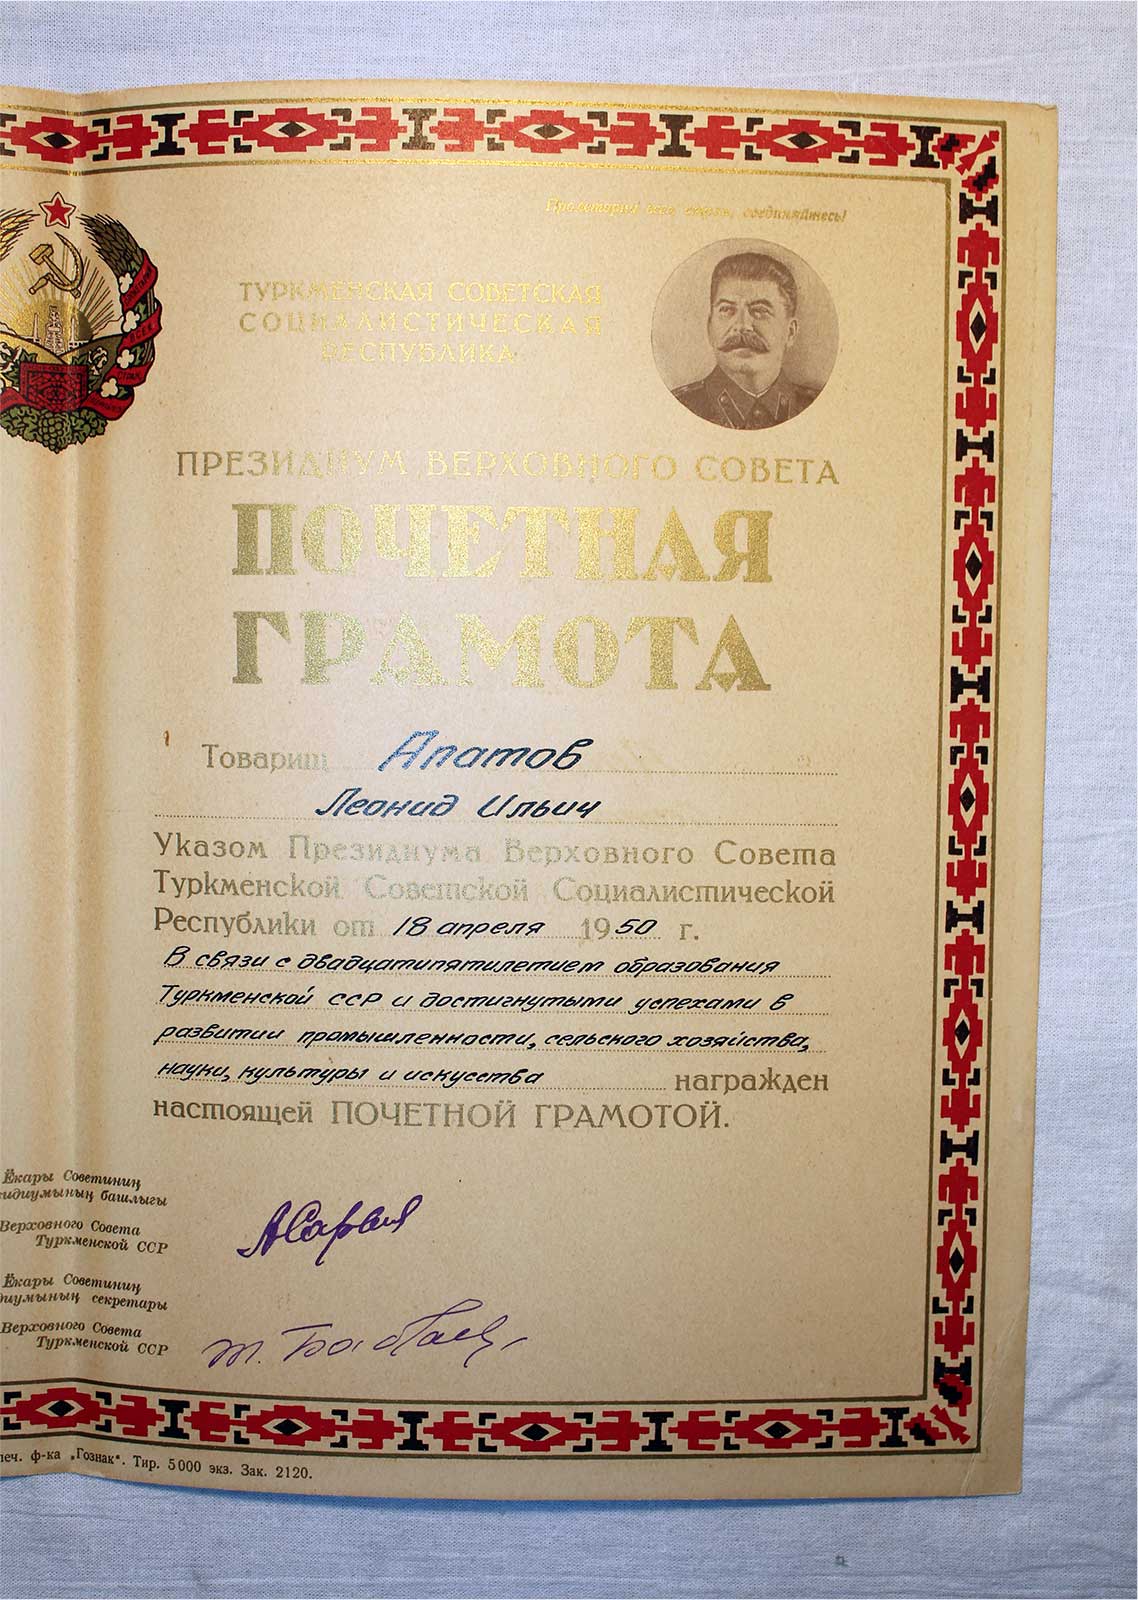 Пролетарии всех стран, соединяйтесь!
ТУРКМЕНСКАЯ СОВЕТСКАЯ
СОЦИАЛИСТИЧЕСКАЯ
РЕСПУБЛИКА
ПРЕЗИДИУМ ВЕРХОВНОГО СОВЕТА
ПОЧЕТНАЯ
ГРАМОТА
Товарищ Апатов
Леонид Ильич
Указом Президиума Верховного Совета
Туркменской Советской Социалистической
Республики от 18 апреля 1950 г.
В связи с двадцатипятилетием образования
Туркменской ССР и достигнутыми успехами в
развитии промышленности, сельского хозяйства,
науки, культуры и искусства награжден
настоящей ПОЧЕТНОЙ ГРАМОТОЙ.
Ёкары Советиниң
башлыгы
Верховного Совета
Туркменской ССР
Ёкары Советиниң
секретары
Верховного Совета
Туркменской ССР
ф-ка „Гознак“. Тир. 5000 экз. Зак. 2120.